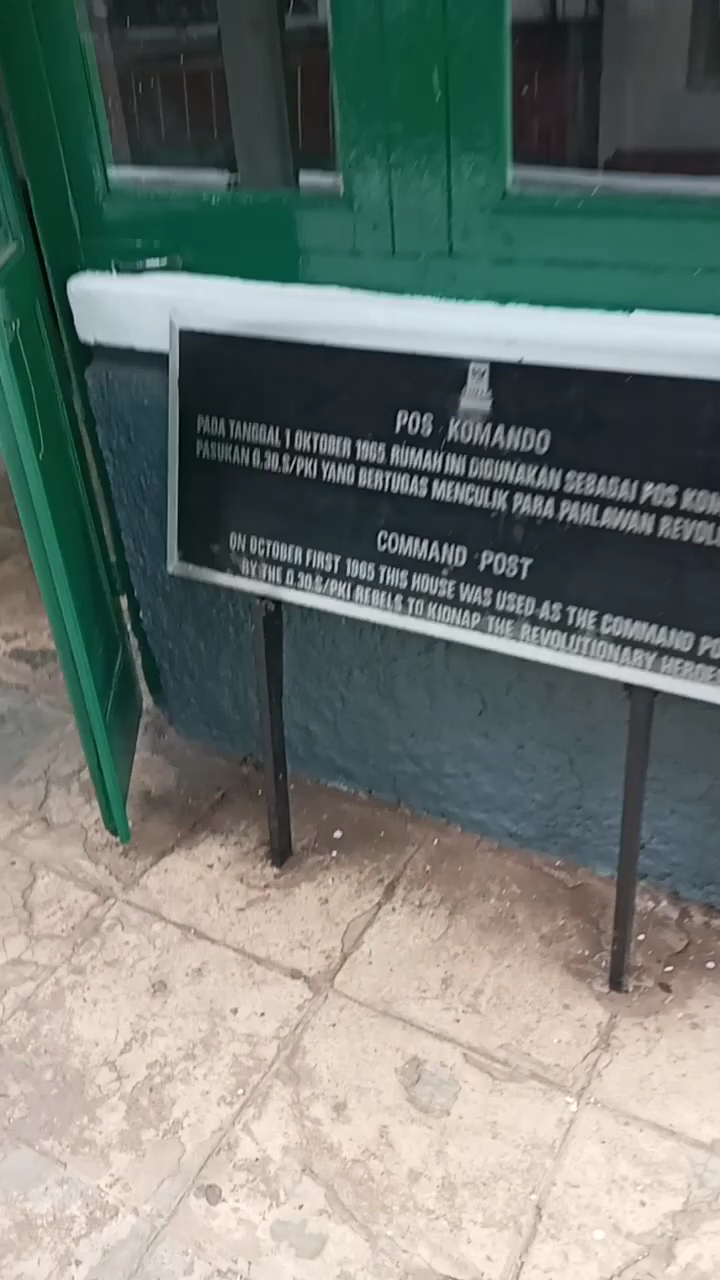 POS KOMANDO
PADA TANGGAL 1 OKTOBER 1965 RUMAH INI DIGUNAKAN SEBAGAI POS KOM
PASUKAN G.30.S/PKI YANG BERTUGAS MENCULIK PARA PAHLAWAN REVOLU
COMMAND POST
ON OCTOBER FIRST 1965 THIS HOUSE WAS USED AS THE COMMAND PO
BY THE G.30.S/PKI REBELS TO KIDNAP THE REVOLUTIONARY HEROES